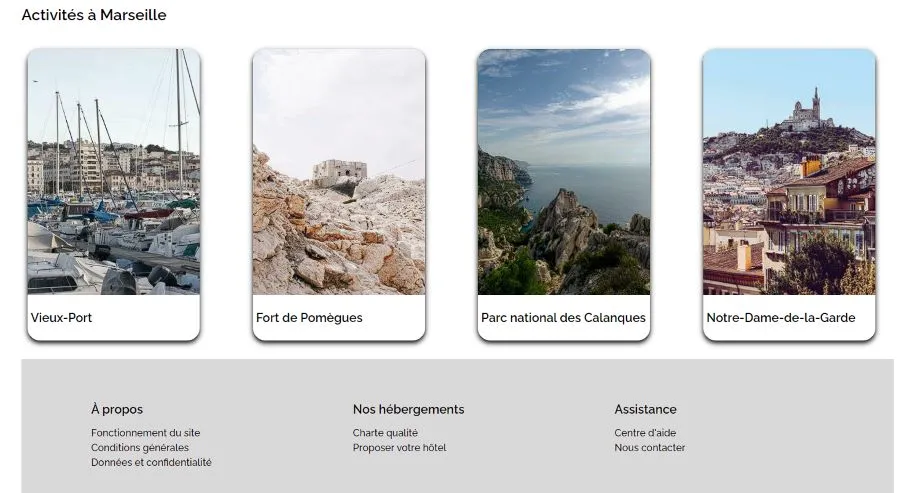 Activités à Marseille
Vieux-Port
Fort de Pomègues
Parc national des Calanques
Notre-Dame-de-la-Garde
À propos
Fonctionnement du site
Conditions générales
Données et confidentialité
Nos hébergements
Charte qualité
Proposer votre hôtel
Assistance
Centre d'aide
Nous contacter